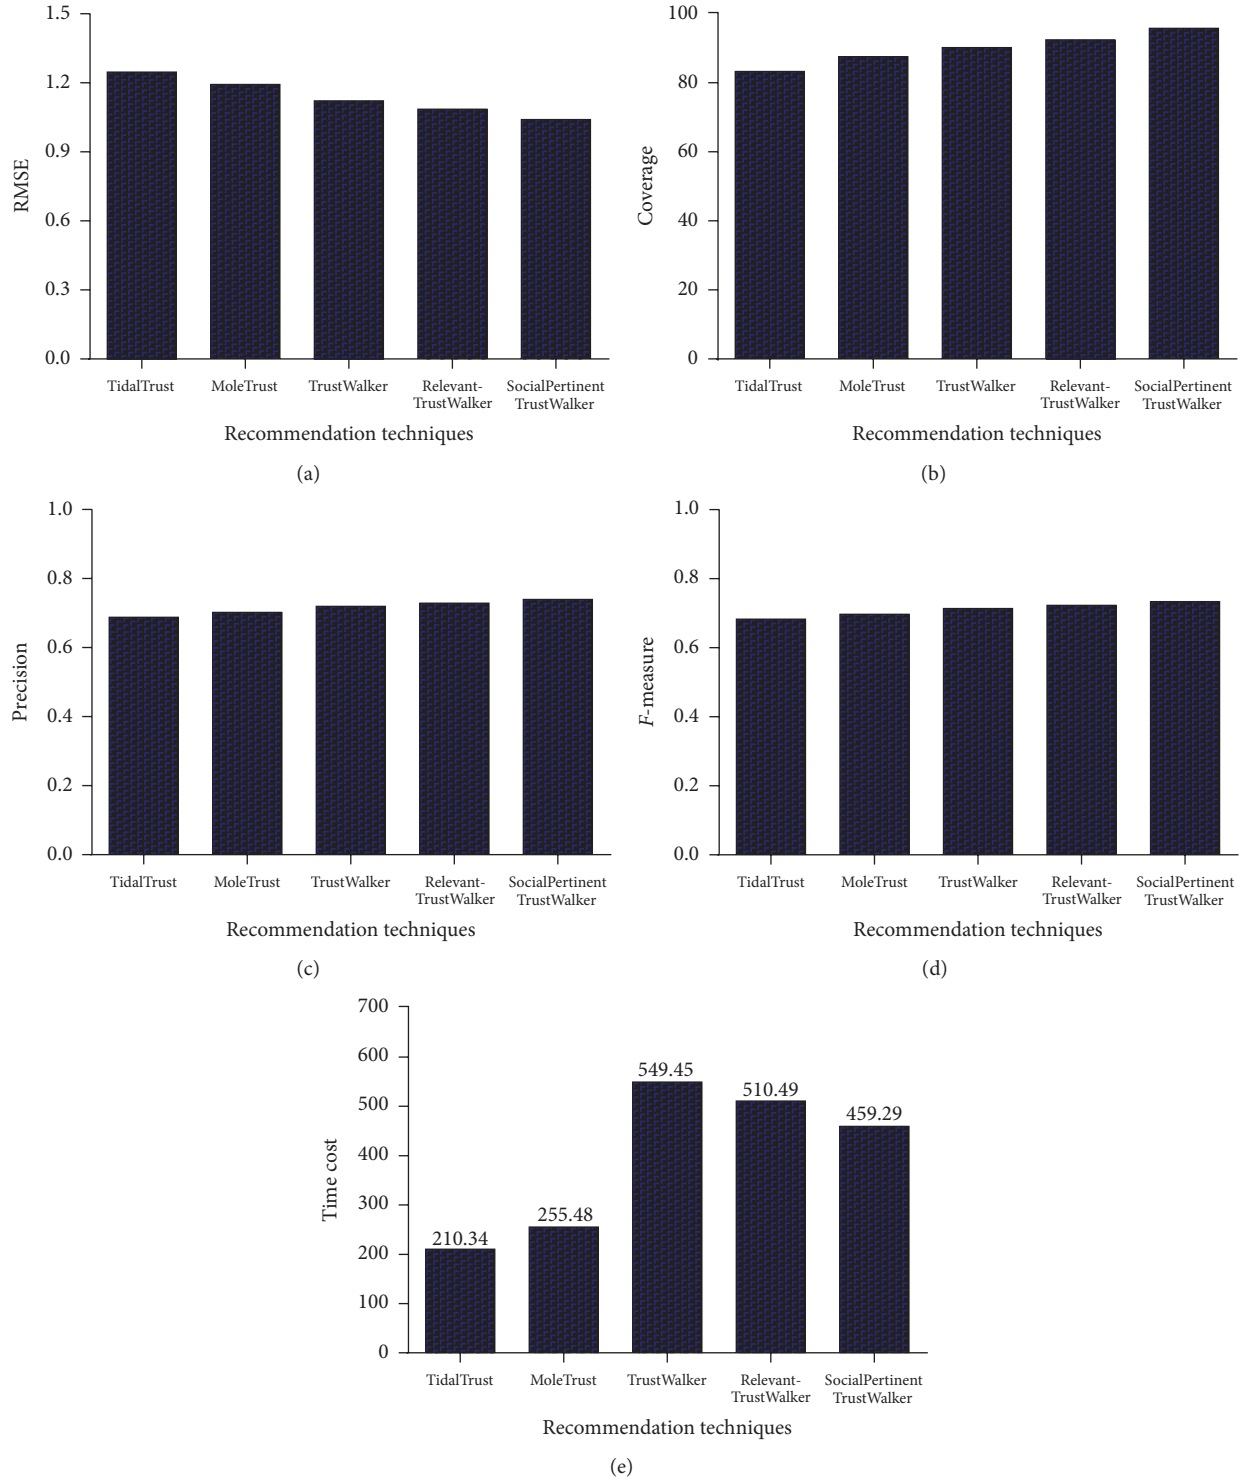 1.5
1.2
0.9
0.6
0.3
0.0
RMSE
TidalTrust
MoleTrust
TrustWalker
Relevant-
TrustWalker
SocialPertinent
TrustWalker
Recommendation techniques
(a)
100
80
60
40
20
0
Coverage
TidalTrust
MoleTrust
TrustWalker
Relevant-
TrustWalker
SocialPertinent
TrustWalker
Recommendation techniques
(b)
1.0
0.8
0.6
0.4
0.2
0.0
Precision
TidalTrust
MoleTrust
TrustWalker
Relevant-
TrustWalker
SocialPertinent
TrustWalker
Recommendation techniques
(c)
1.0
0.8
0.6
0.4
0.2
0.0
F-measure
TidalTrust
MoleTrust
TrustWalker
Relevant-
TrustWalker
SocialPertinent
TrustWalker
Recommendation techniques
(d)
700
600
500
400
300
200
100
0
Time cost
210.34
255.48
549.45
510.49
459.29
TidalTrust
MoleTrust
TrustWalker
Relevant-
TrustWalker
SocialPertinent
TrustWalker
Recommendation techniques
(e)